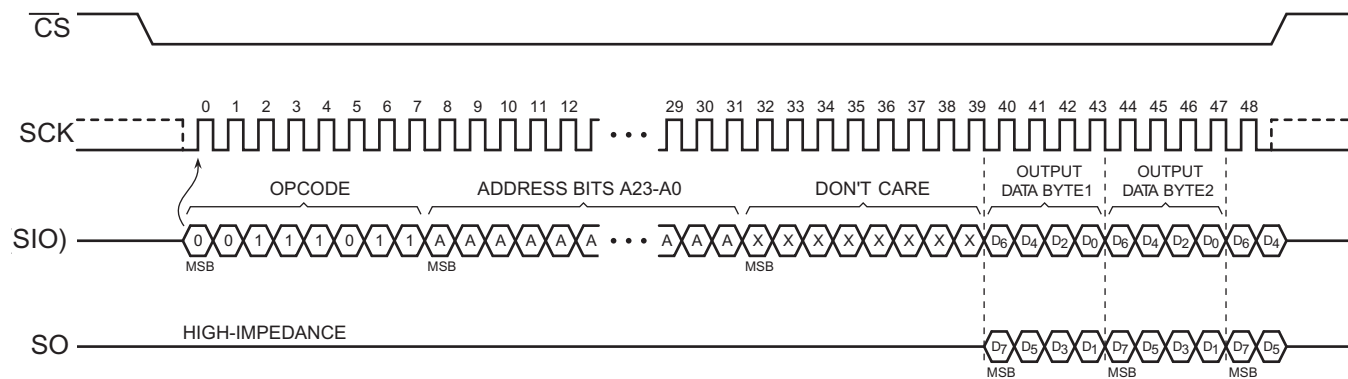 CS
0 1 2 3 4 5 6 7 8 9 10 11 12 29 30 31 32 33 34 35 36 37 38 39 40 41 42 43 44 45 46 47 48
SCK
OPCODE ADDRESS BITS A23-A0 DON'T CARE OUTPUT DATA BYTE1 OUTPUT DATA BYTE2
SIO) 0 0 1 1 1 0 1 1 A A A A A A A A A X X X X X X X X D6 D4 D2 D0 D6 D4 D2 D0 D6 D4
MSB MSB MSB
HIGH-IMPEDANCE
SO D7 D5 D3 D1 D7 D5 D3 D1 D7 D5
MSB MSB MSB